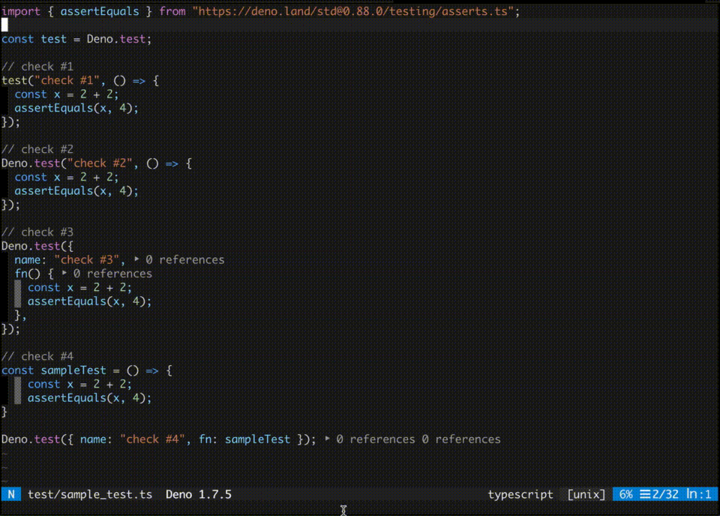 import { assertEquals } from "https://deno.land/std@0.88.0/testing/asserts.ts";
const test = Deno.test;
// check #1
test("check #1", () => {
  const x = 2 + 2;
  assertEquals(x, 4);
});
// check #2
Deno.test("check #2", () => {
  const x = 2 + 2;
  assertEquals(x, 4);
});
// check #3
Deno.test({
  name: "check #3", ‣ 0 references
  fn() { ‣ 0 references
    const x = 2 + 2;
    assertEquals(x, 4);
  },
});
// check #4
const sampleTest = () => {
    const x = 2 + 2;
    assertEquals(x, 4);
}
Deno.test({ name: "check #4", fn: sampleTest }); ‣ 0 references 0 references
~
~
~
N  test/sample_test.ts  Deno 1.7.5  typescript  [unix]  6% ☰2/32 ln:1